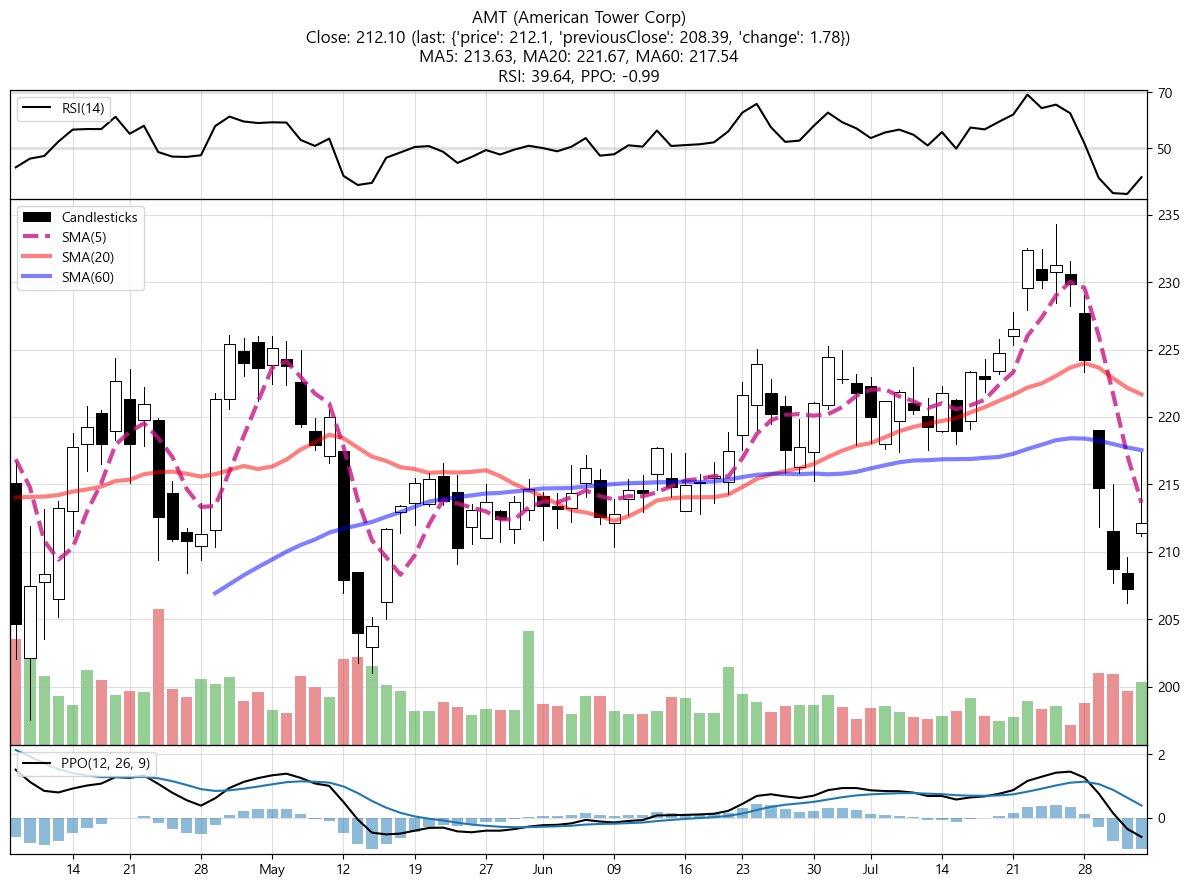 AMT (American Tower Corp)
Close: 212.10 (last: {'price': 212.1, 'previousClose': 208.39, 'change': 1.78})
MA5: 213.63, MA20: 221.67, MA60: 217.54
RSI: 39.64, PPO: -0.99
RSI(14)
70
50
Candlesticks
SMA(5)
SMA(20)
SMA(60)
235
230
225
220
215
210
205
200
PPO(12, 26, 9)
2
0
14 21 28 May 12 19 27 Jun 09 16 23 30 Jul 14 21 28